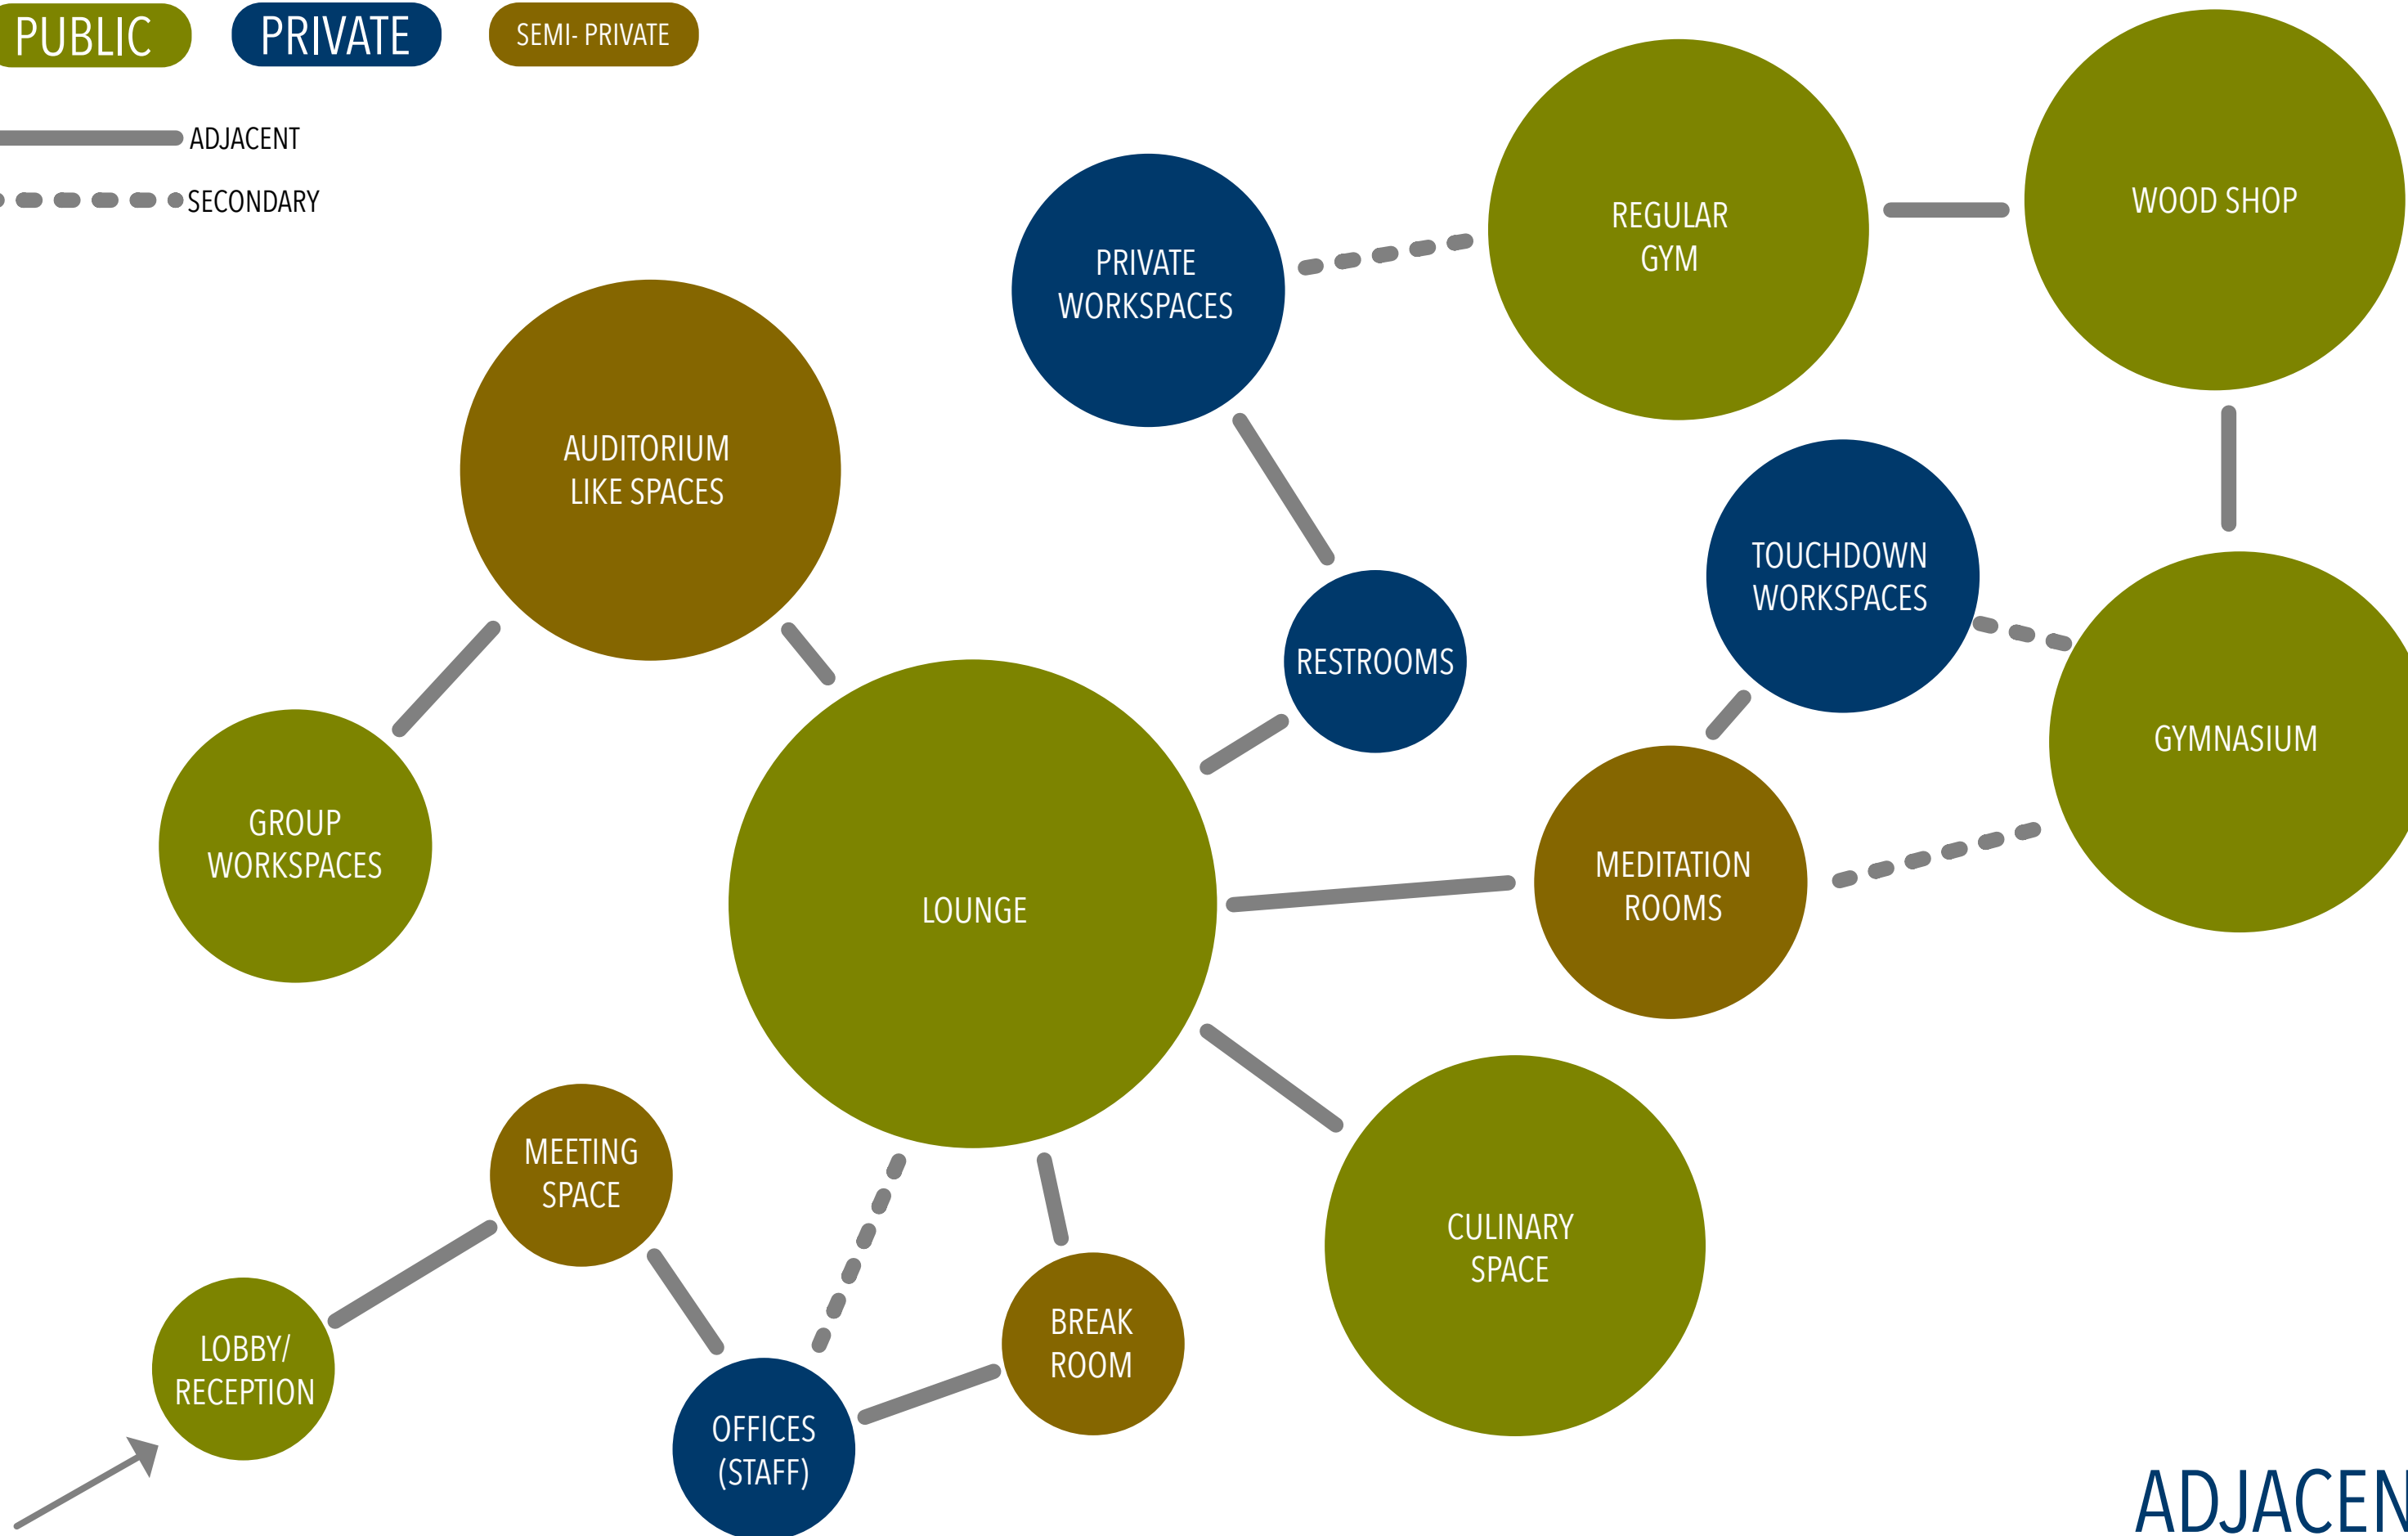 PUBLIC
PRIVATE
SEMI- PRIVATE
ADJACENT
SECONDARY
WOOD SHOP
REGULAR
GYM
PRIVATE
WORKSPACES
AUDITORIUM
LIKE SPACES
TOUCHDOWN
WORKSPACES
RESTROOMS
GYMNASIUM
GROUP
WORKSPACES
LOUNGE
MEDITATION
ROOMS
MEETING
SPACE
CULINARY
SPACE
BREAK
ROOM
LOBBY/
RECEPTION
OFFICES
(STAFF)
ADJACEN